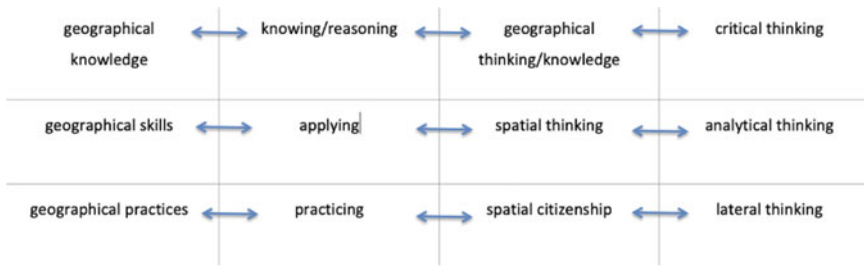 geographical knowledge
knowing/reasoning
geographical thinking/knowledge
critical thinking
geographical skills
applying
spatial thinking
analytical thinking
geographical practices
practicing
spatial citizenship
lateral thinking